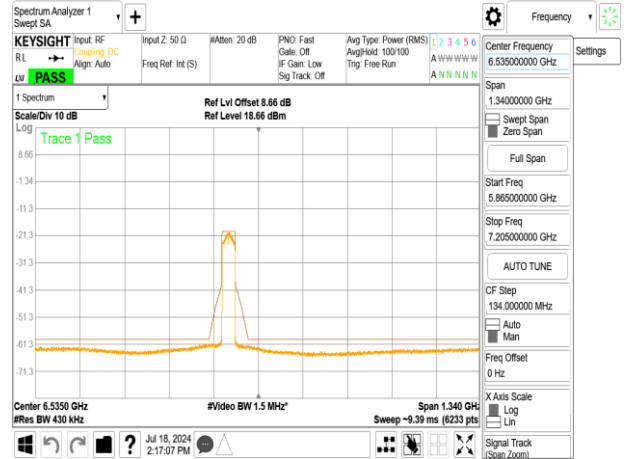 Spectrum Analyzer 1
Swept SA
Frequency
KEYSIGHT
Input: RF
Coupling: DC
Align: Auto
Input Z: 50 Ω
Freq Ref: Int (S)
#Atten: 20 dB
PNO: Fast
Gate: Off
IF Gain: Low
Sig Track: Off
Avg Type: Power (RMS)
Avg|Hold: 100/100
Trig: Free Run
1 2 3 4 5 6
A W W W W W
A N N N N N
R L
LW PASS
Settings
1 Spectrum
Scale/Div 10 dB
Ref Lvl Offset 8.66 dB
Ref Level 18.66 dBm
Log
Trace 1 Pass
8.66
-1.34
-11.3
-21.3
-31.3
-41.3
-51.3
-61.3
-71.3
Center 6.5350 GHz
#Res BW 430 kHz
#Video BW 1.5 MHz*
Span 1.340 GHz
Sweep ~9.39 ms (6233 pts
Center Frequency
6.535000000 GHz
Span
1.34000000 GHz
Swept Span
Zero Span
Full Span
Start Freq
5.865000000 GHz
Stop Freq
7.205000000 GHz
AUTO TUNE
CF Step
134.000000 MHz
Auto
Man
Freq Offset
0 Hz
X Axis Scale
Log
Lin
Signal Track
(Span Zoom)
Jul 18, 2024
2:17:07 PM